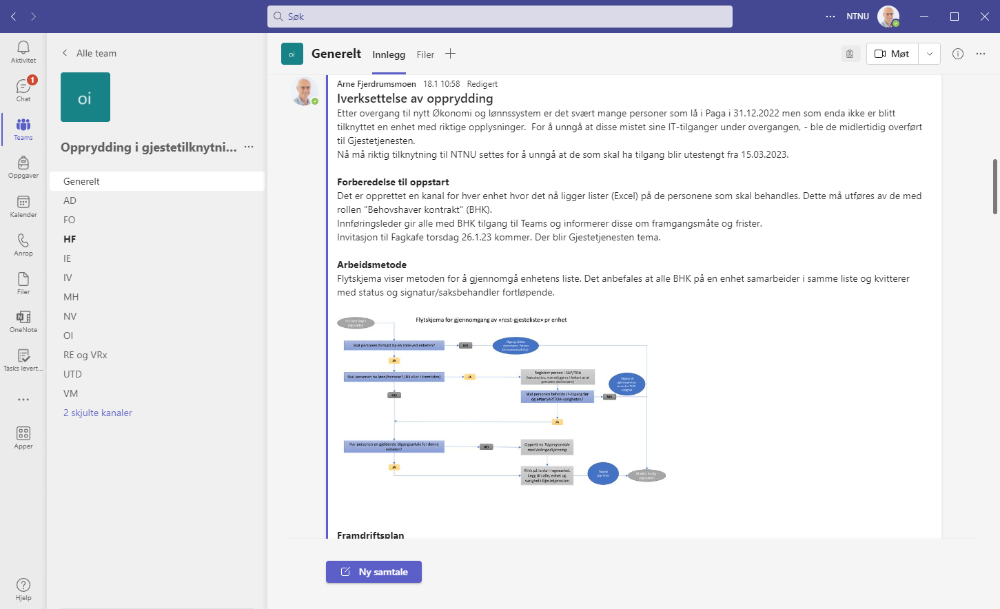 Søk
NTNU
Aktivitet
1
Chat
Teams
Oppgaver
Kalender
Anrop
Filer
OneNote
Tasks levert...
Apper
Hjelp
Alle team
oi
Opprydding i gjestetilknytni...
Generelt
AD
FO
HF
IE
IV
MH
NV
OI
RE og VRx
UTD
VM
2 skjulte kanaler
oi
Generelt
Innlegg
Filer
Møt
Arne Fjerdrumsmoen 18.1 10:58 Redigert
Iverksettelse av opprydding
Etter overgang til nytt Økonomi og lønnssystem er det svært mange personer som lå i Paga i 31.12.2022 men som enda ikke er blitt
tilknyttet en enhet med riktige opplysninger. For å unngå at disse mistet sine IT-tilganger under overgangen, - ble de midlertidig overført
til Gjestetjenesten.
Nå må riktig tilknytning til NTNU settes for å unngå at de som skal ha tilgang blir utestengt fra 15.03.2023.
Forberedelse til oppstart
Det er opprettet en kanal for hver enhet hvor det nå ligger lister (Excel) på de personene som skal behandles. Dette må utføres av de med
rollen "Behovshaver kontrakt" (BHK).
Innføringsleder gir alle med BHK tilgang til Teams og informerer disse om framgangsmåte og frister.
Invitasjon til Fagkafe torsdag 26.1.23 kommer. Der blir Gjestetjenesten tema.
Arbeidsmetode
Flytskjema viser metoden for å gjennomgå enhetens liste. Det anbefales at alle BHK på en enhet samarbeider i samme liste og kvitterer
med status og signatur/saksbehandler fortløpende.
Flytskjema for gjennomgang av «rest-gjesteliste» pr enhet
Skal personen fortsatt ha en rolle ved enheten?
NEI
JA
Skal personen ha lønn/honorar? (Nå eller i fremtiden)
JA
Registrer person i SAP/TOA
NEI
Skal personen beholde IT-tilgang før
og etter SAP/TOA-varigheten?
NEI
JA
Har personen en gjeldende tilgangsavtale for denne
enheten?
NEI
Opprett ny Tilgangsavtale
med ledergodkjenning
JA
Klikk på lenke i regnearket.
Legg til rolle, enhet og
varighet i Gjestetjenesten
Tilgang
opprettes
Framdriftsplan
Ny samtale